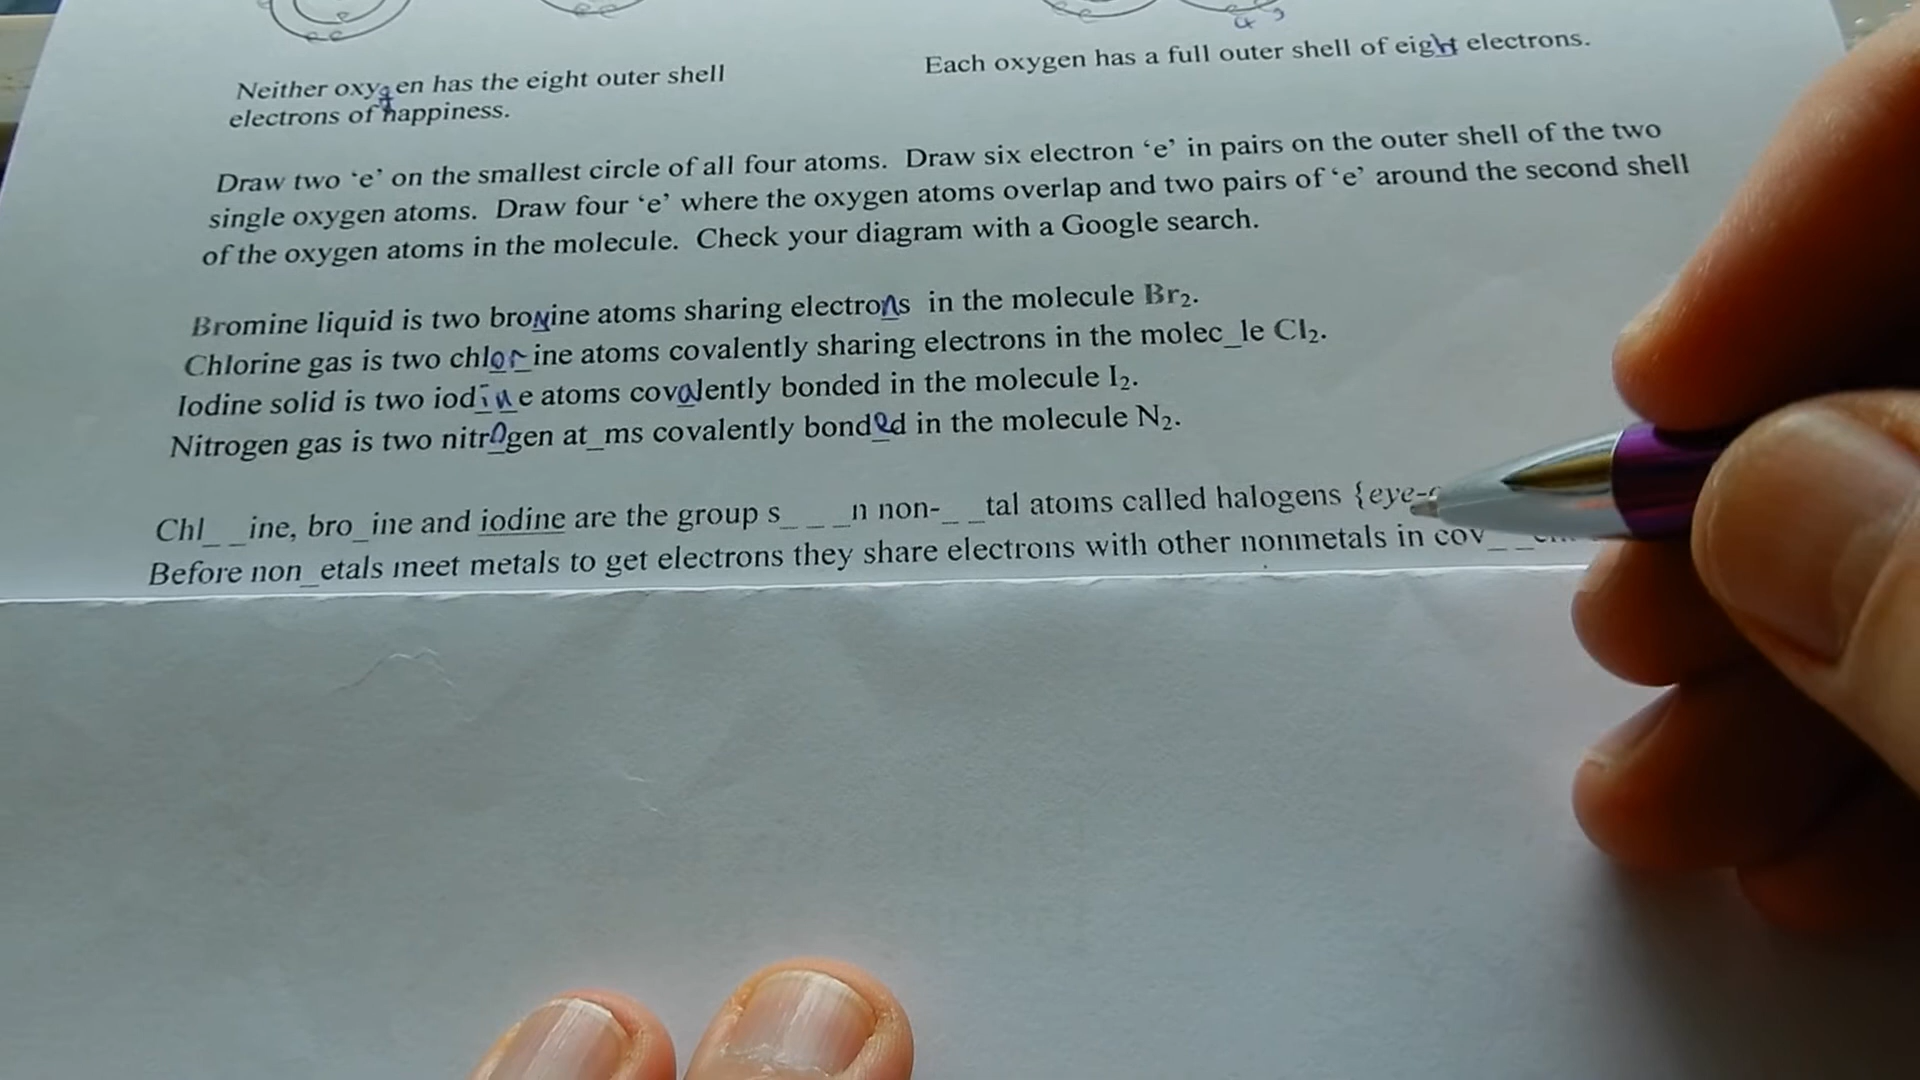 Neither oxygen has the eight outer shell
electrons of happiness.
Each oxygen has a full outer shell of eight electrons.
Draw two ‘e’ on the smallest circle of all four atoms. Draw six electron ‘e’ in pairs on the outer shell of the two
single oxygen atoms. Draw four ‘e’ where the oxygen atoms overlap and two pairs of ‘e’ around the second shell
of the oxygen atoms in the molecule. Check your diagram with a Google search.
Bromine liquid is two bromine atoms sharing electrons in the molecule Br₂.
Chlorine gas is two chlorine atoms covalently sharing electrons in the molec_le Cl₂.
Iodine solid is two iodine atoms covalently bonded in the molecule I₂.
Nitrogen gas is two nitrogen at_ms covalently bonded in the molecule N₂.
Chl_ _ine, bro_ine and iodine are the group s_ _ _n non-_ _tal atoms called halogens {eye-
Before non_etals meet metals to get electrons they share electrons with other nonmetals in cov_ _